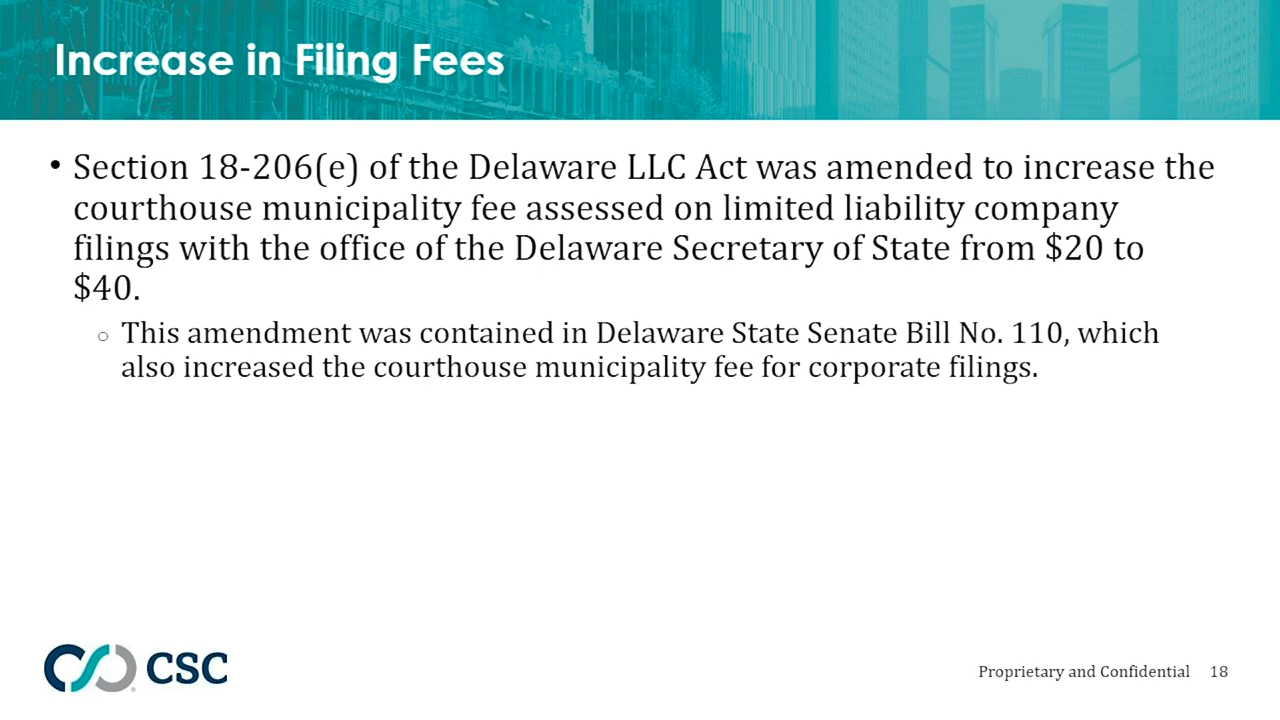 Increase in Filing Fees
• Section 18-206(e) of the Delaware LLC Act was amended to increase the
courthouse municipality fee assessed on limited liability company
filings with the office of the Delaware Secretary of State from $20 to
$40.
○ This amendment was contained in Delaware State Senate Bill No. 110, which
also increased the courthouse municipality fee for corporate filings.
CSC
Proprietary and Confidential 18